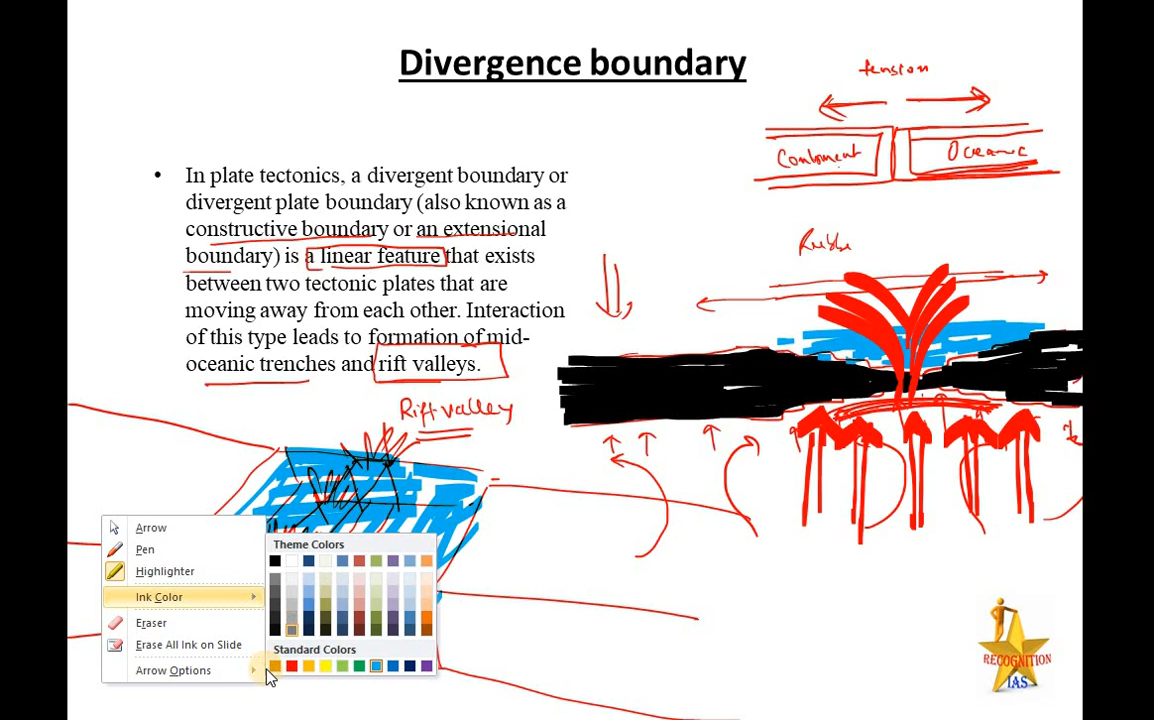 Divergence boundary
tension
Oceanic
• In plate tectonics, a divergent boundary or
divergent plate boundary (also known as a
constructive boundary or an extensional
boundary) is a linear feature that exists
between two tectonic plates that are
moving away from each other. Interaction
of this type leads to formation of mid-
oceanic trenches and rift valleys.
Rift valley
Arrow
Pen
Highlighter
Ink Color
Eraser
Erase All Ink on Slide
Arrow Options
Theme Colors
Standard Colors
RECOGNITION
IAS